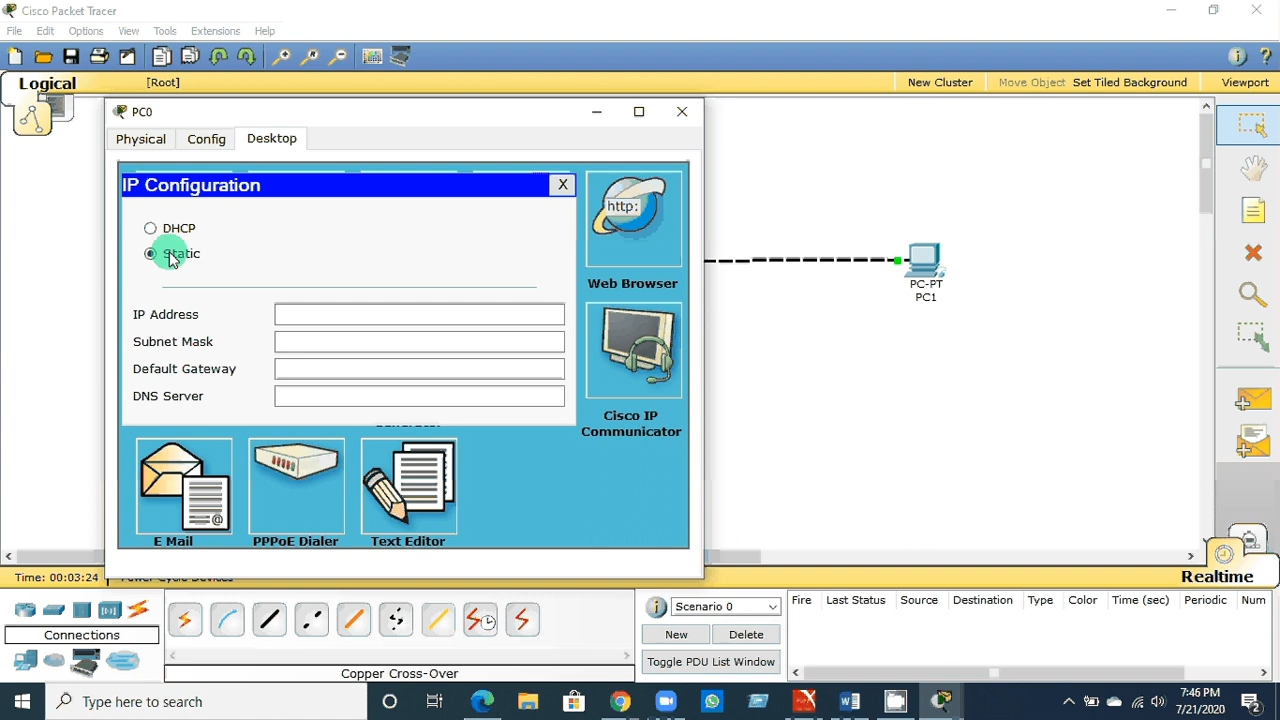 Cisco Packet Tracer
File Edit Options View Tools Extensions Help
Logical [Root] New Cluster Move Object Set Tiled Background Viewport
PC0
Physical Config Desktop
IP Configuration X
http:
DHCP
Static
Web Browser
IP Address
Subnet Mask
Default Gateway
DNS Server
PC-PT
PC1
Cisco IP
Communicator
E Mail PPPoE Dialer Text Editor
Time: 00:03:24 Power Cycle Devices Realtime
Scenario 0
Fire Last Status Source Destination Type Color Time (sec) Periodic Num
Connections
New Delete
Toggle PDU List Window
Copper Cross-Over
Type here to search
7:46 PM
7/21/2020
2